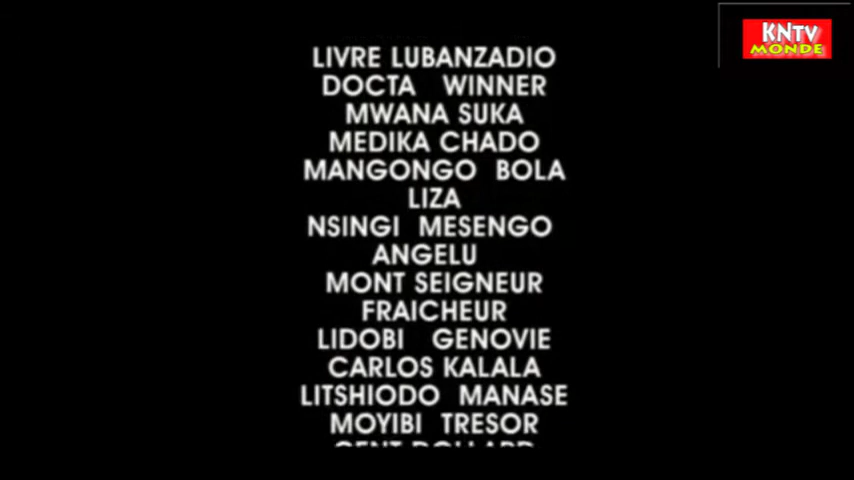 KNTV
MONDE
LIVRE LUBANZADIO
DOCTA WINNER
MWANA SUKA
MEDIKA CHADO
MANGONGO BOLA
LIZA
NSINGI MESENGO
ANGELU
MONT SEIGNEUR
FRAICHEUR
LIDOBI GENOVIE
CARLOS KALALA
LITSHIODO MANASE
MOYIBI TRESOR